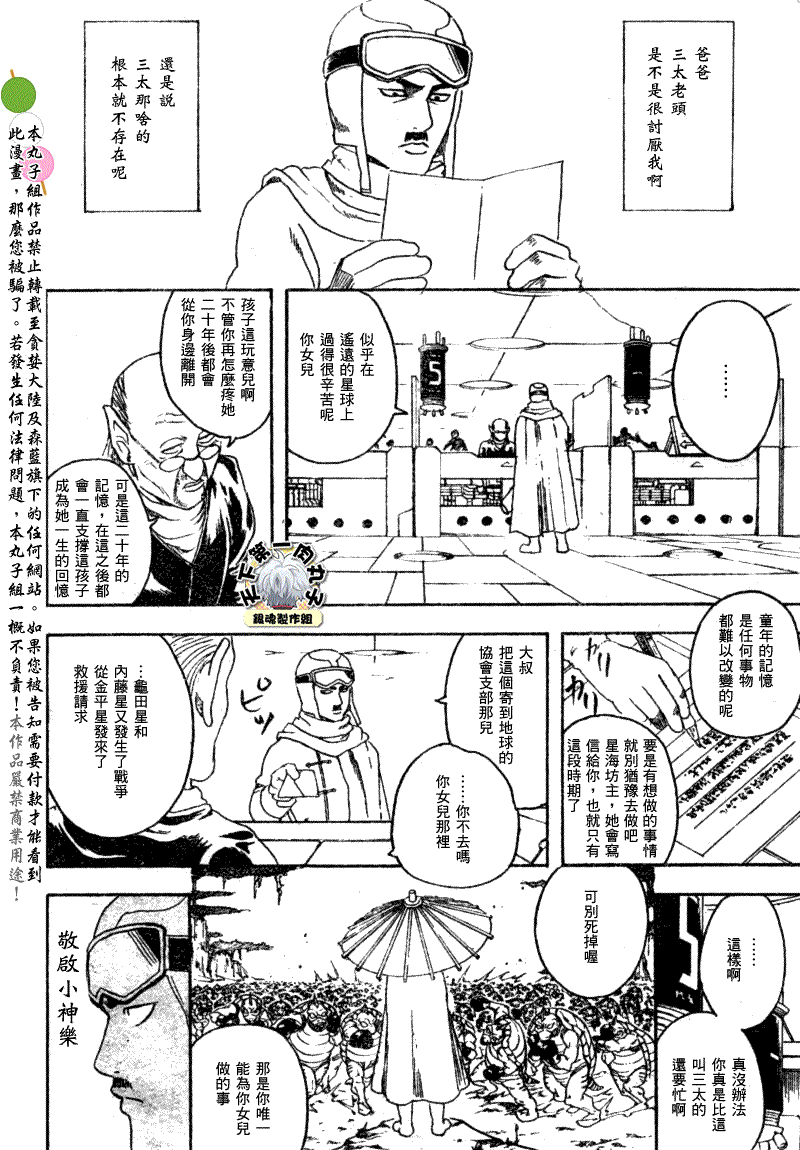 爸爸
三太老頭
是不是很討厭我啊
還是說
三太那啥的
根本就不存在呢
……
似乎在
遙遠的星球上
過得很辛苦呢
你女兒
孩子這玩意兒啊
不管你再怎麼疼她
二十年後都會
從你身邊離開
可是這二十年的
記憶，在這之後都
會一直支撐這孩子
成為她一生的回憶
5
天下第一肉丸子
銀魂製作組
童年的記憶
是任何事物
都難以改變的呢
要是有想做的事情
就別猶豫去做吧
星海坊主，她會寫
信給你，也就只有
這段時期了
大叔
把這個寄到地球的
協會支部那兒
……你不去嗎
你女兒那裡
ピロッ
…龜田星和
內藤星又發生了戰爭
從金平星發來了
救援請求
……
這樣啊
真沒辦法
你真是比這
叫三太的
還要忙啊
5
可別死掉喔
那是你唯一
能為你女兒
做的事
敬啟小神樂
本丸子組作品禁止轉載至貪婪大陸及森藍旗下的任何網站。如果您被告知需要付款才能看到
此漫畫，那麼您被騙了。若發生任何法律問題，本丸子組一概不負責！本作品嚴禁商業用途！